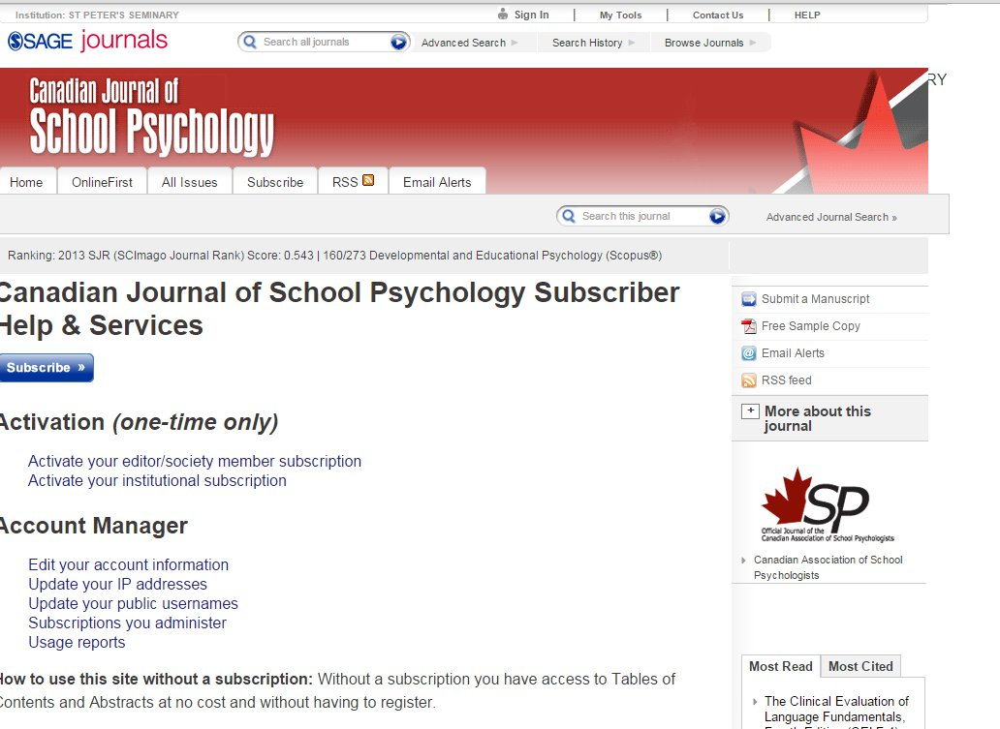 Institution: ST PETER'S SEMINARY
Sign In | My Tools | Contact Us | HELP
SAGE journals
Search all journals
Advanced Search
Search History
Browse Journals
RY
Canadian Journal of
School Psychology
Home
OnlineFirst
All Issues
Subscribe
RSS
Email Alerts
Search this journal
Advanced Journal Search »
Ranking: 2013 SJR (SCImago Journal Rank) Score: 0.543 | 160/273 Developmental and Educational Psychology (Scopus®)
Canadian Journal of School Psychology Subscriber
Help & Services
Subscribe »
Activation (one-time only)
Activate your editor/society member subscription
Activate your institutional subscription
Account Manager
Edit your account information
Update your IP addresses
Update your public usernames
Subscriptions you administer
Usage reports
How to use this site without a subscription: Without a subscription you have access to Tables of
Contents and Abstracts at no cost and without having to register.
Submit a Manuscript
Free Sample Copy
Email Alerts
RSS feed
+ More about this
journal
SP
Official Journal of the
Canadian Association of School Psychologists
Canadian Association of School
Psychologists
Most Read
Most Cited
The Clinical Evaluation of
Language Fundamentals,